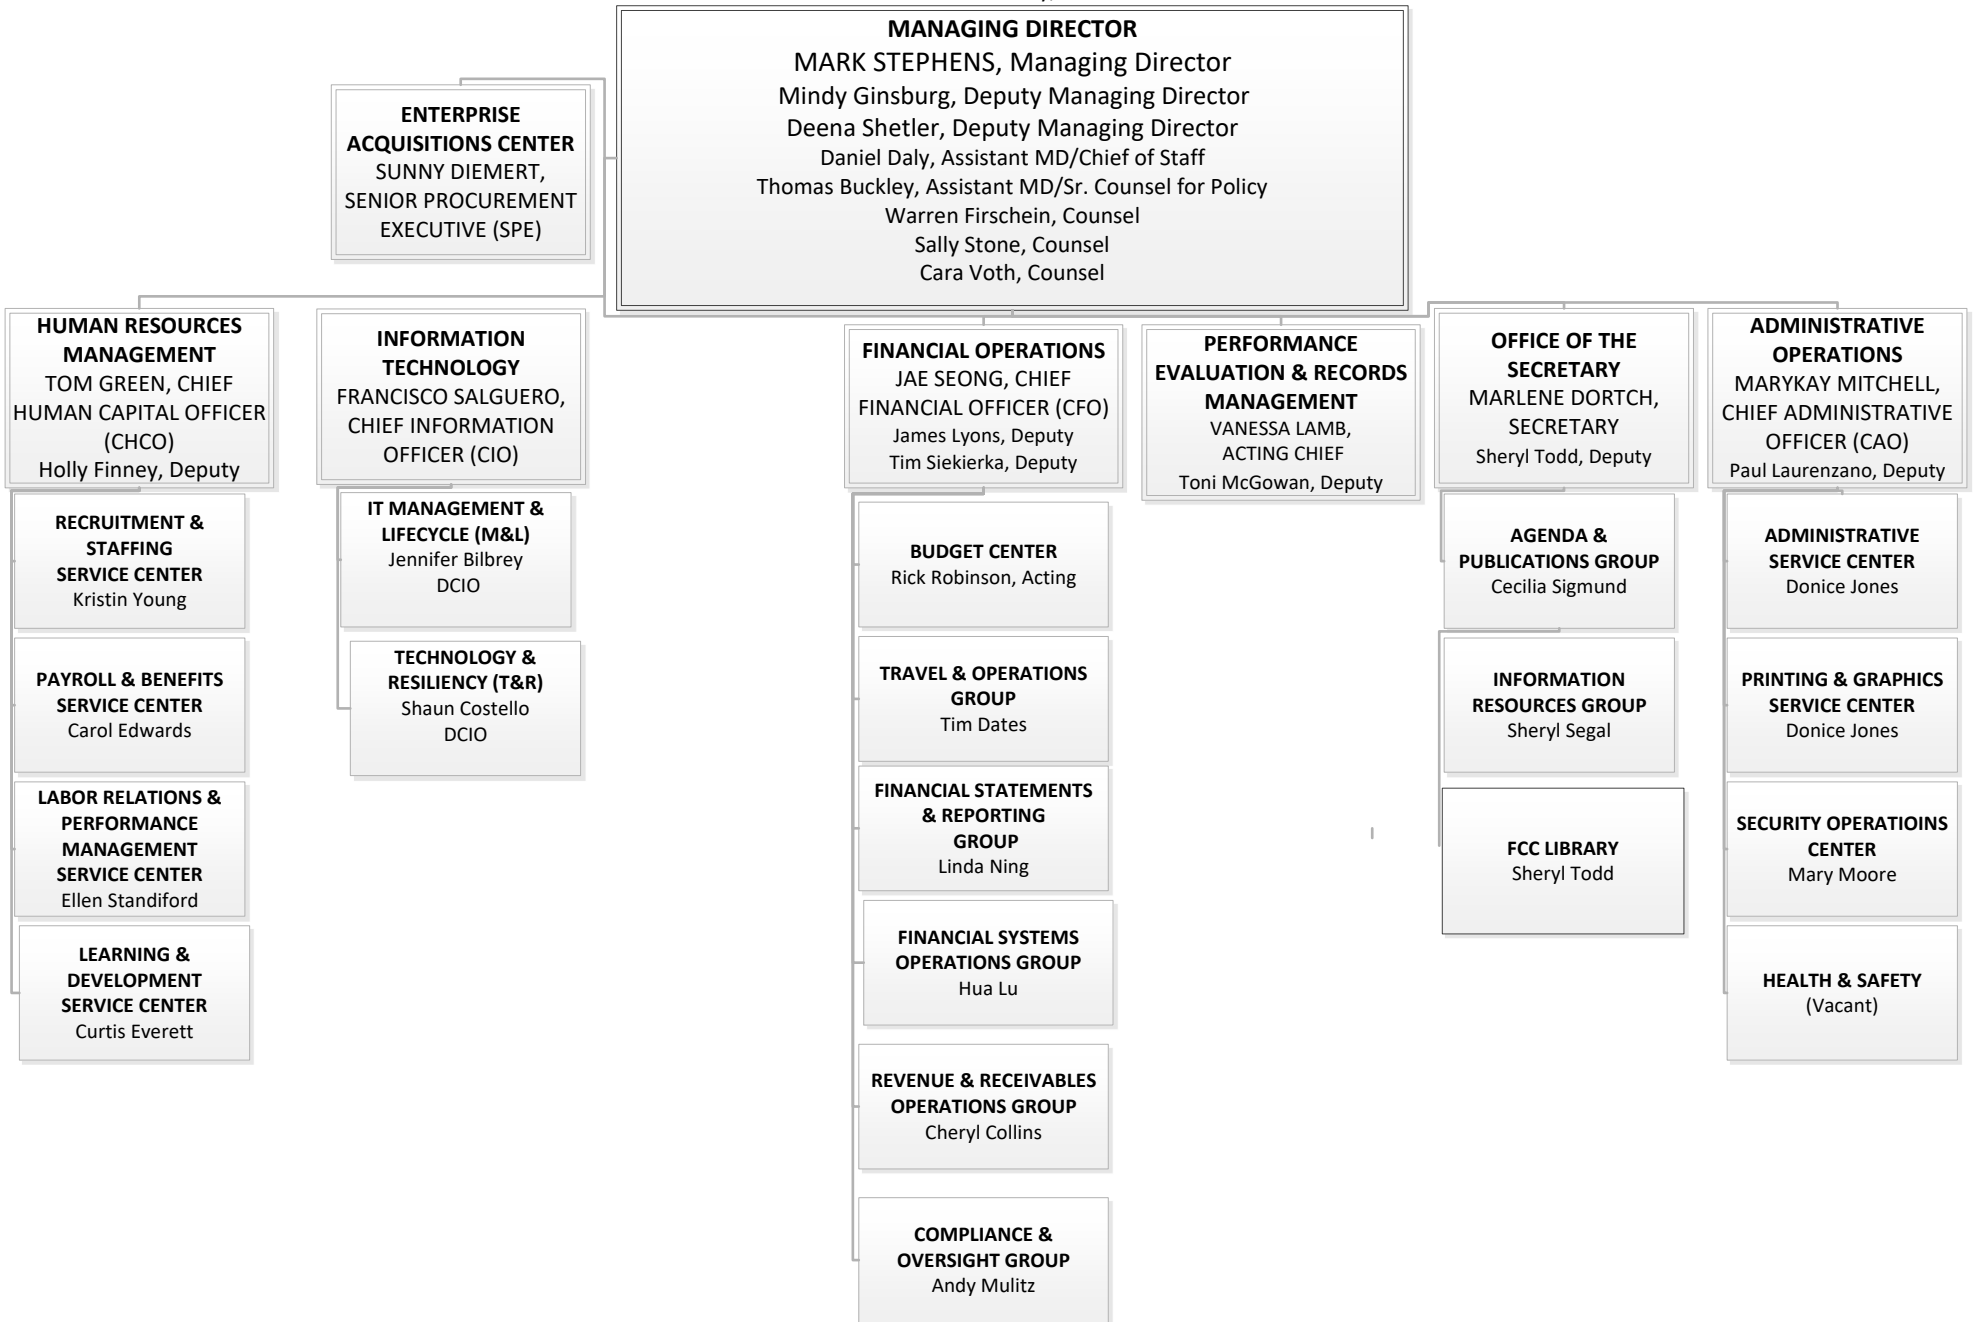 MANAGING DIRECTOR
MARK STEPHENS, Managing Director
Mindy Ginsburg, Deputy Managing Director
Deena Shetler, Deputy Managing Director
Daniel Daly, Assistant MD/Chief of Staff
Thomas Buckley, Assistant MD/Sr. Counsel for Policy
Warren Firschein, Counsel
Sally Stone, Counsel
Cara Voth, Counsel
ENTERPRISE
ACQUISITIONS CENTER
SUNNY DIEMERT,
SENIOR PROCUREMENT
EXECUTIVE (SPE)
HUMAN RESOURCES
MANAGEMENT
TOM GREEN, CHIEF
HUMAN CAPITAL OFFICER
(CHCO)
Holly Finney, Deputy
RECRUITMENT &
STAFFING
SERVICE CENTER
Kristin Young
PAYROLL & BENEFITS
SERVICE CENTER
Carol Edwards
LABOR RELATIONS &
PERFORMANCE
MANAGEMENT
SERVICE CENTER
Ellen Standiford
LEARNING &
DEVELOPMENT
SERVICE CENTER
Curtis Everett
INFORMATION
TECHNOLOGY
FRANCISCO SALGUERO,
CHIEF INFORMATION
OFFICER (CIO)
IT MANAGEMENT &
LIFECYCLE (M&L)
Jennifer Bilbrey
DCIO
TECHNOLOGY &
RESILIENCY (T&R)
Shaun Costello
DCIO
FINANCIAL OPERATIONS
JAE SEONG, CHIEF
FINANCIAL OFFICER (CFO)
James Lyons, Deputy
Tim Siekierka, Deputy
BUDGET CENTER
Rick Robinson, Acting
TRAVEL & OPERATIONS
GROUP
Tim Dates
FINANCIAL STATEMENTS
& REPORTING
GROUP
Linda Ning
FINANCIAL SYSTEMS
OPERATIONS GROUP
Hua Lu
REVENUE & RECEIVABLES
OPERATIONS GROUP
Cheryl Collins
COMPLIANCE &
OVERSIGHT GROUP
Andy Mulitz
PERFORMANCE
EVALUATION & RECORDS
MANAGEMENT
VANESSA LAMB,
ACTING CHIEF
Toni McGowan, Deputy
OFFICE OF THE
SECRETARY
MARLENE DORTCH,
SECRETARY
Sheryl Todd, Deputy
AGENDA &
PUBLICATIONS GROUP
Cecilia Sigmund
INFORMATION
RESOURCES GROUP
Sheryl Segal
FCC LIBRARY
Sheryl Todd
ADMINISTRATIVE
OPERATIONS
MARYKAY MITCHELL,
CHIEF ADMINISTRATIVE
OFFICER (CAO)
Paul Laurenzano, Deputy
ADMINISTRATIVE
SERVICE CENTER
Donice Jones
PRINTING & GRAPHICS
SERVICE CENTER
Donice Jones
SECURITY OPERATIOINS
CENTER
Mary Moore
HEALTH & SAFETY
(Vacant)